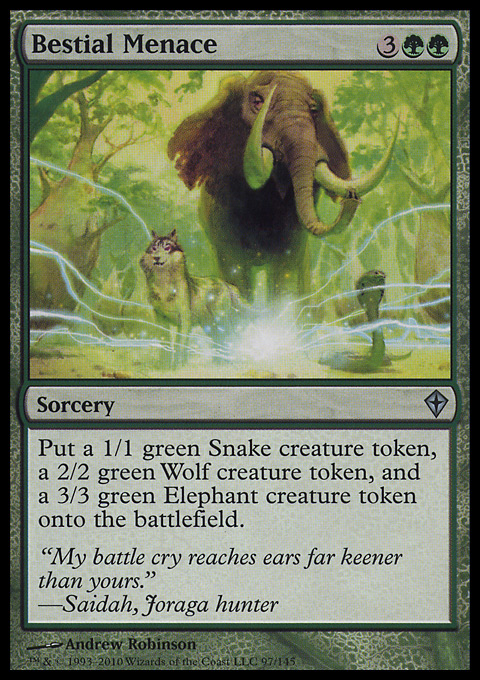 Bestial Menace 3
Sorcery
Put a 1/1 green Snake creature token,
a 2/2 green Wolf creature token, and
a 3/3 green Elephant creature token
onto the battlefield.
“My battle cry reaches ears far keener
than yours.”
—Saidah, Joraga hunter
Andrew Robinson
™ & © 1993–2010 Wizards of the Coast LLC 97/145